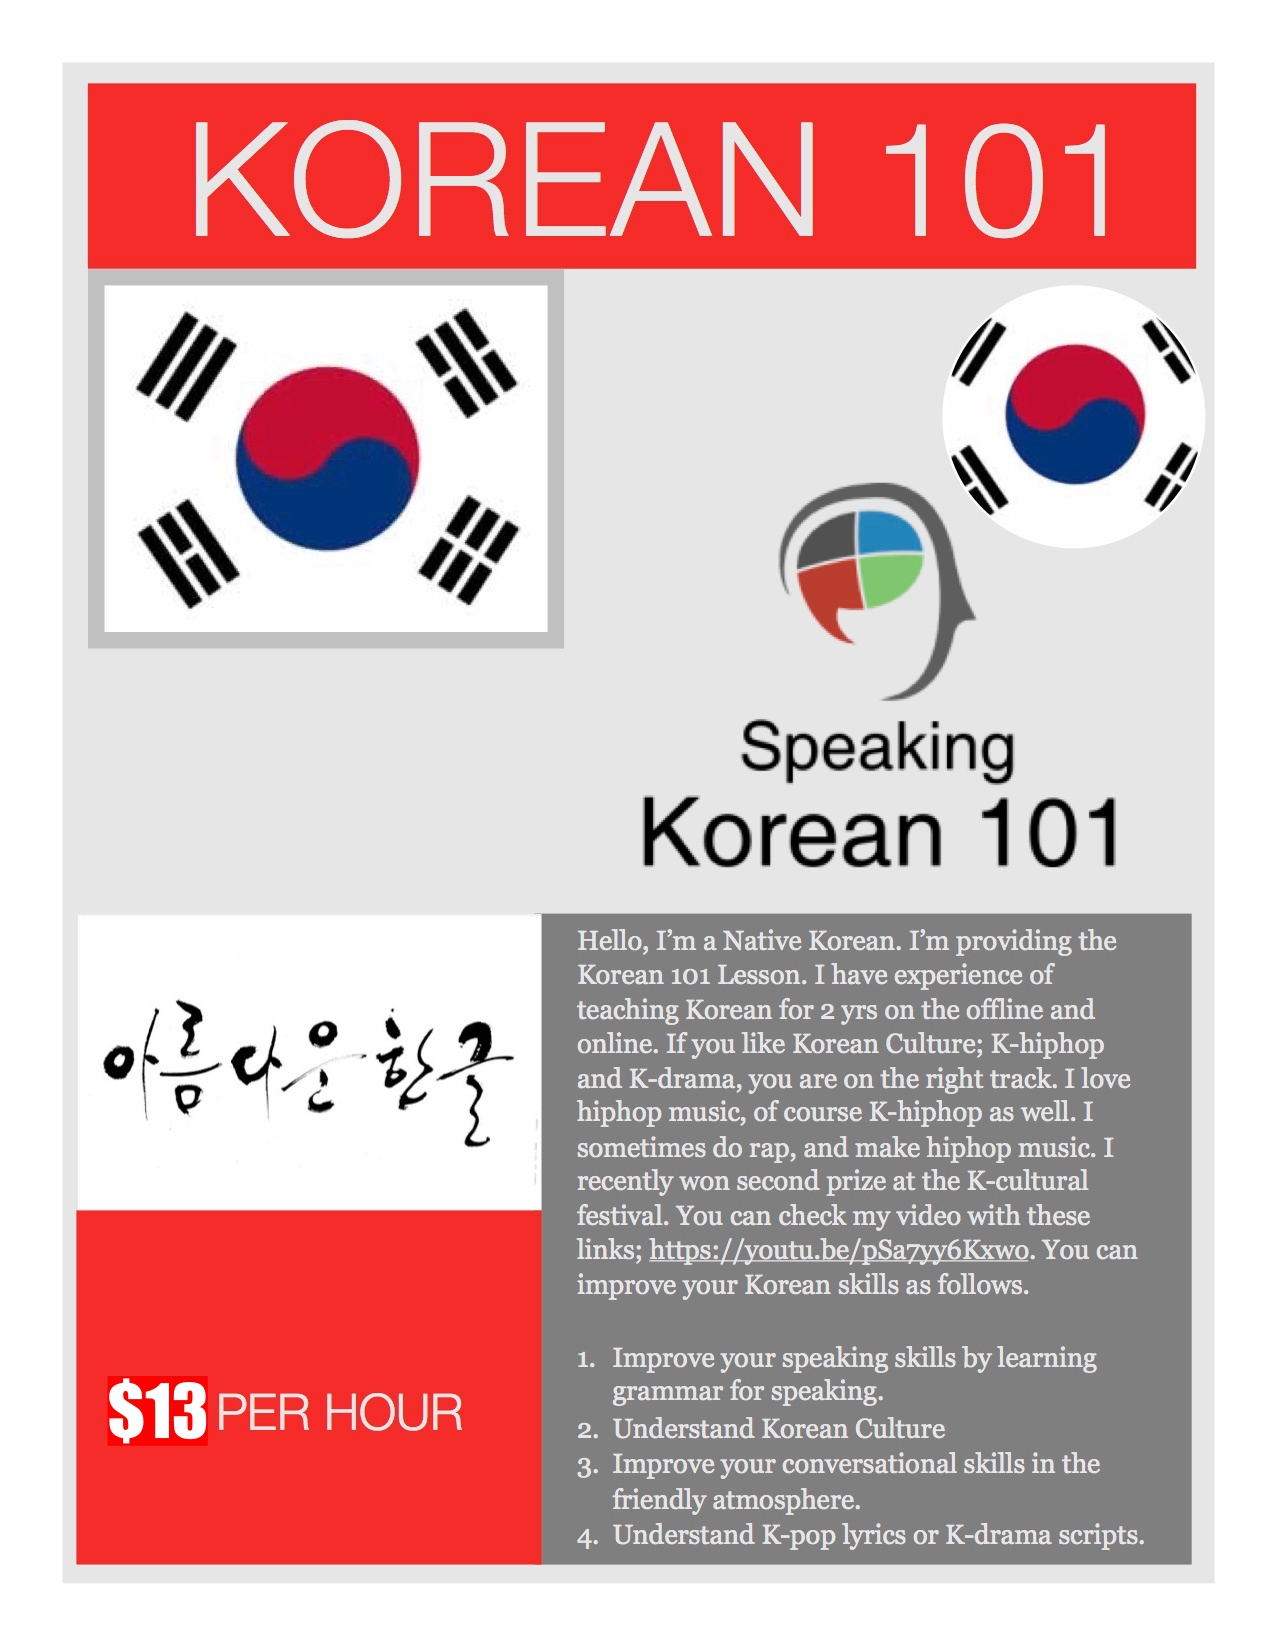 KOREAN 101
Speaking
Korean 101
아름다운한글
$13 PER HOUR
Hello, I’m a Native Korean. I’m providing the
Korean 101 Lesson. I have experience of
teaching Korean for 2 yrs on the offline and
online. If you like Korean Culture; K-hiphop
and K-drama, you are on the right track. I love
hiphop music, of course K-hiphop as well. I
sometimes do rap, and make hiphop music. I
recently won second prize at the K-cultural
festival. You can check my video with these
links; https://youtu.be/pSa7yy6Kxwo. You can
improve your Korean skills as follows.
1. Improve your speaking skills by learning
grammar for speaking.
2. Understand Korean Culture
3. Improve your conversational skills in the
friendly atmosphere.
4. Understand K-pop lyrics or K-drama scripts.